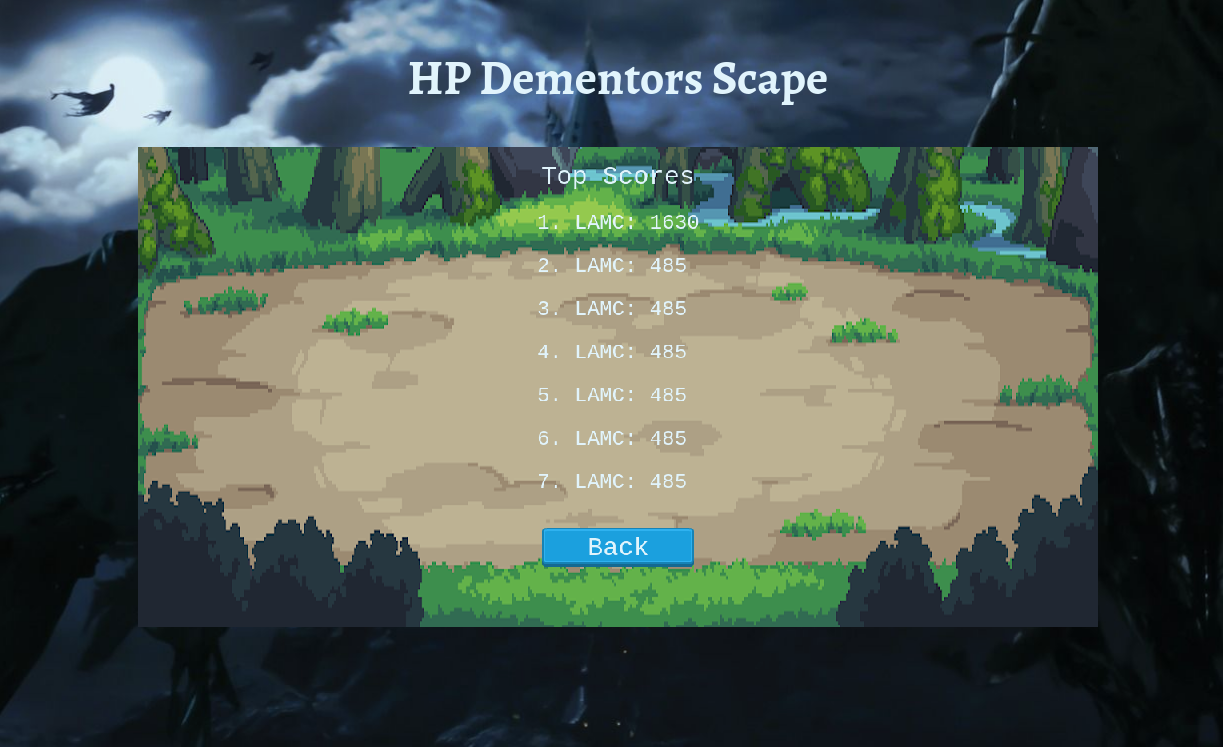 HP Dementors Scape
Top Scores
1. LAMC: 1630
2. LAMC: 485
3. LAMC: 485
4. LAMC: 485
5. LAMC: 485
6. LAMC: 485
7. LAMC: 485
Back